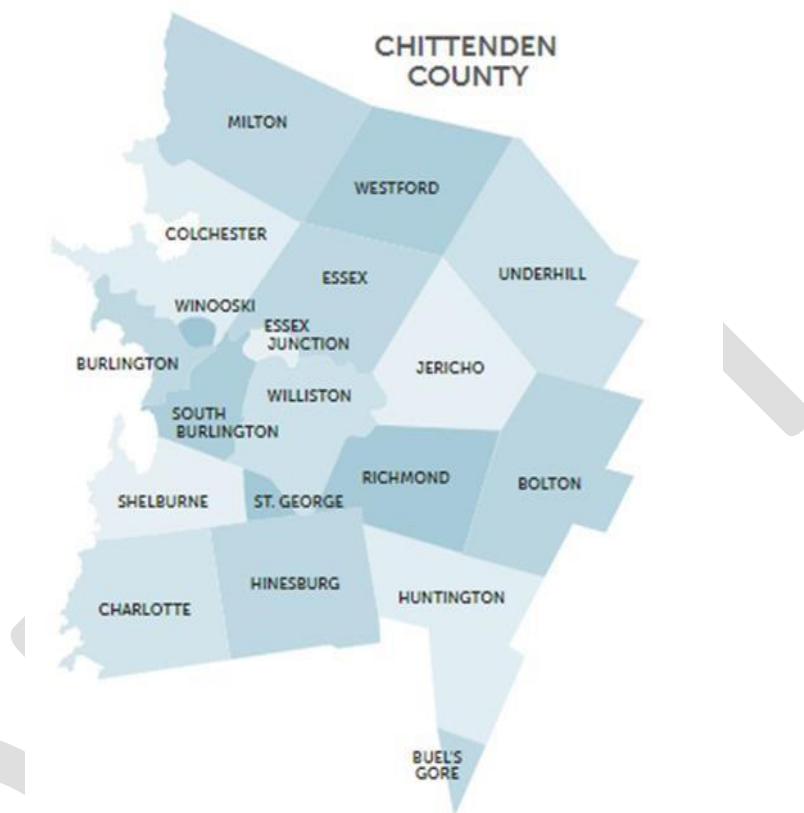 CHITTENDEN
COUNTY
MILTON
WESTFORD
COLCHESTER
UNDERHILL
ESSEX
WINOOSKI
ESSEX
JUNCTION
BURLINGTON
JERICHO
WILLISTON
SOUTH
BURLINGTON
RICHMOND
BOLTON
SHELBURNE
ST. GEORGE
HINESBURG
HUNTINGTON
CHARLOTTE
BUEL'S
GORE